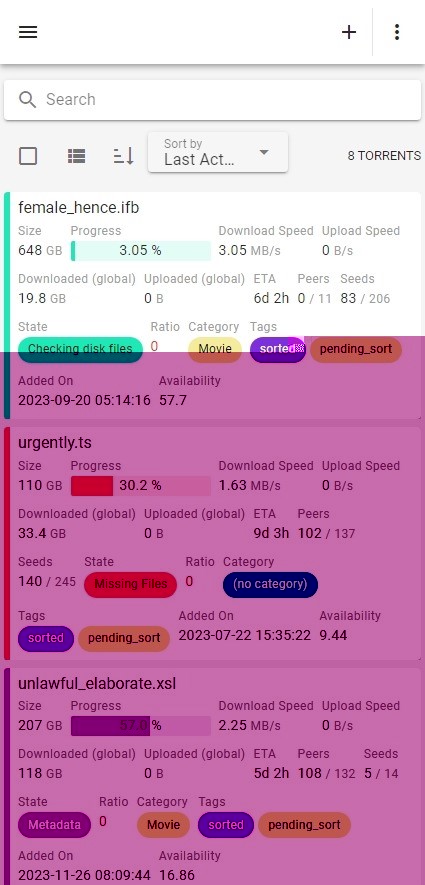 Search
Sort by
Last Act...
8 TORRENTS
female_hence.ifb
Size Progress Download Speed Upload Speed
648 GB 3.05 % 3.05 MB/s 0 B/s
Downloaded (global) Uploaded (global) ETA Peers Seeds
19.8 GB 0 B 6d 2h 0 / 11 83 / 206
State Ratio Category Tags
Checking disk files 0 Movie sorted pending_sort
Added On Availability
2023-09-20 05:14:16 57.7
urgently.ts
Size Progress Download Speed Upload Speed
110 GB 30.2 % 1.63 MB/s 0 B/s
Downloaded (global) Uploaded (global) ETA Peers
33.4 GB 0 B 9d 3h 102 / 137
Seeds State Ratio Category
140 / 245 Missing Files 0 (no category)
Tags Added On Availability
sorted pending_sort 2023-07-22 15:35:22 9.44
unlawful_elaborate.xsl
Size Progress Download Speed Upload Speed
207 GB 57.0 % 2.25 MB/s 0 B/s
Downloaded (global) Uploaded (global) ETA Peers Seeds
118 GB 0 B 5d 2h 108 / 132 5 / 14
State Ratio Category Tags
Metadata 0 Movie sorted pending_sort
Added On Availability
2023-11-26 08:09:44 16.86